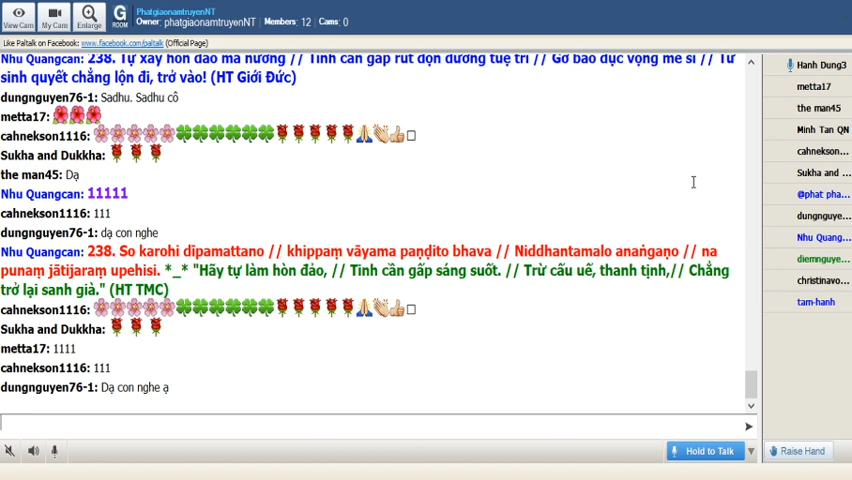 PhatgiaonamtruyenNT
Owner: phatgiaonamtruyenNT Members: 12 Cams: 0
View Cam My Cam Enlarge G ROOM
Like Paltalk on Facebook: www.facebook.com/paltalk (Official Page)
Nhu Quangcan: 238. Tự xây hòn đảo mà nương // Tinh cần gấp rút dọn đường tuệ tri // Gỡ bao dục vọng mê si // Tử
sinh quyết chẳng lộn đi, trở vào! (HT Giới Đức)
dungnguyen76-1: Sadhu. Sadhu cô
metta17: 🌺🌺🌺
cahnekson1116: 🌸🌸🌸🌸🌸🍀🍀🍀🍀🍀🍀🌹🌹🌹🌹🌹🙏👏👍□
Sukha and Dukkha: 🌹🌹🌹
the man45: Dạ
Nhu Quangcan: 11111
cahnekson1116: 111
dungnguyen76-1: dạ con nghe
Nhu Quangcan: 238. So karohi dīpamattano // khippaṃ vāyama paṇḍito bhava // Niddhantamalo anaṅgaṇo // na
punaṃ jātijaraṃ upehisi. *_* "Hãy tự làm hòn đảo, // Tinh cần gấp sáng suốt. // Trừ cấu uế, thanh tịnh,// Chẳng
trở lại sanh già." (HT TMC)
cahnekson1116: 🌸🌸🌸🌸🌸🍀🍀🍀🍀🍀🍀🌹🌹🌹🌹🌹🙏👏👍□
Sukha and Dukkha: 🌹🌹🌹
metta17: 1111
cahnekson1116: 111
dungnguyen76-1: Dạ con nghe ạ
Hanh Dung3
metta17
the man45
Minh Tan QN
cahnekson...
Sukha and ...
@phat pha...
dungnguye...
Nhu Quang...
diemnguye...
christinavo...
tam-hanh
Hold to Talk
Raise Hand